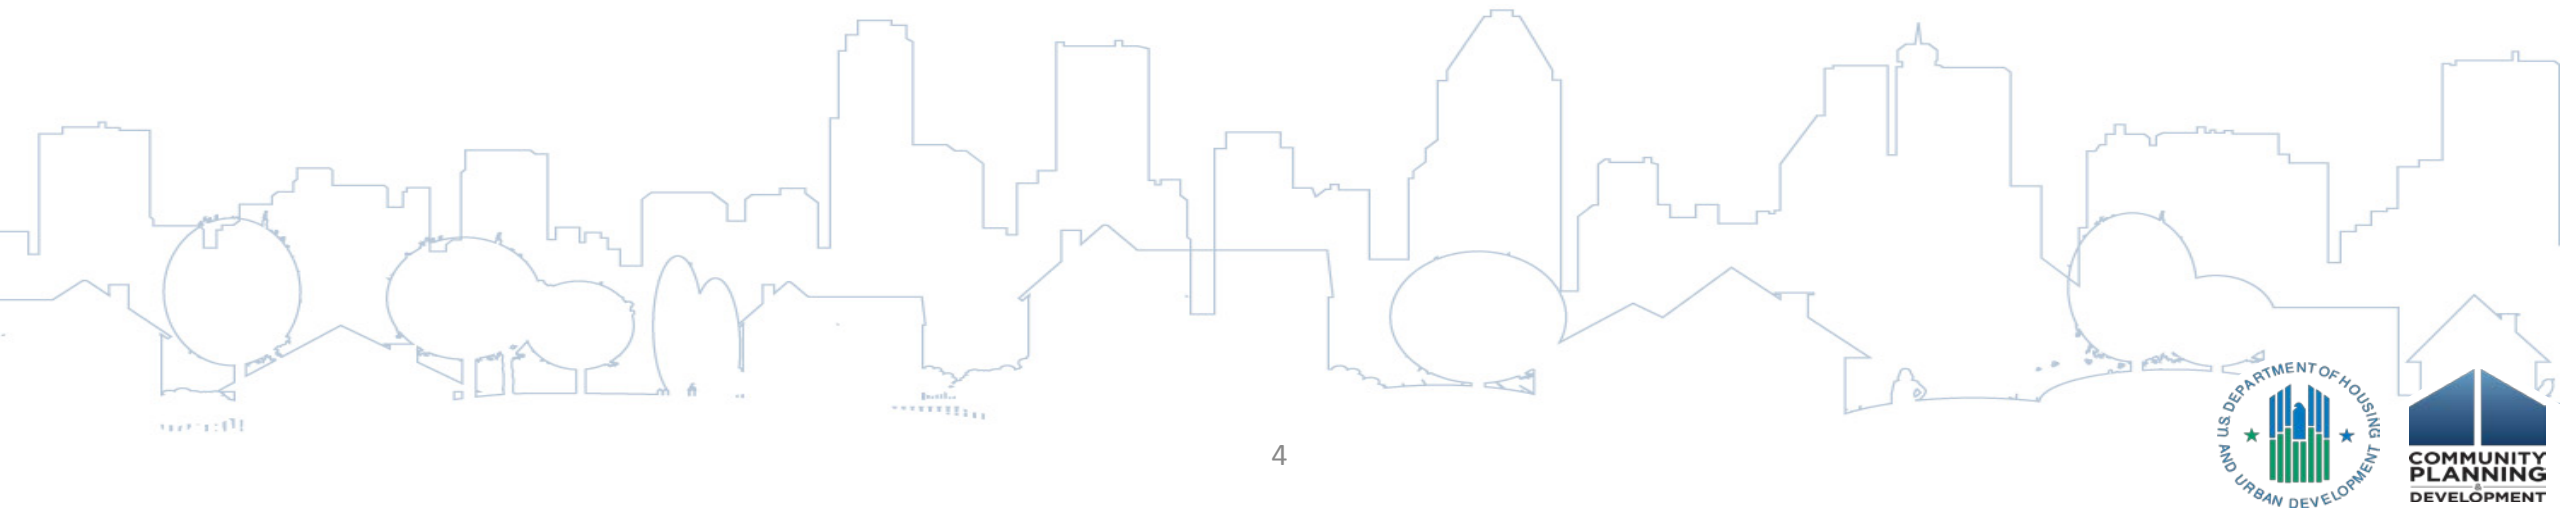 4
U.S. DEPARTMENT OF HOUSING AND URBAN DEVELOPMENT
COMMUNITY
PLANNING
&
DEVELOPMENT